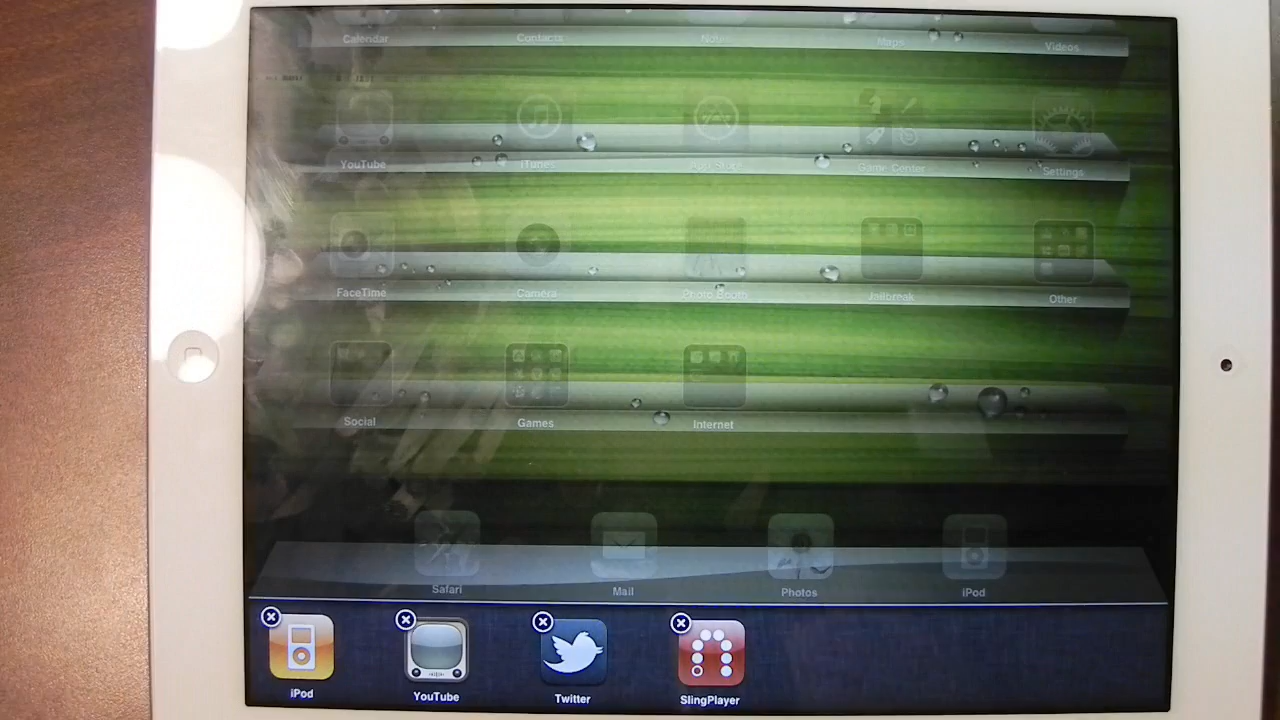 Calendar Contacts Notes Maps Videos
YouTube iTunes App Store Game Center Settings
FaceTime Camera Photo Booth Jailbreak Other
Social Games Internet
Safari Mail Photos iPod
iPod YouTube Twitter SlingPlayer